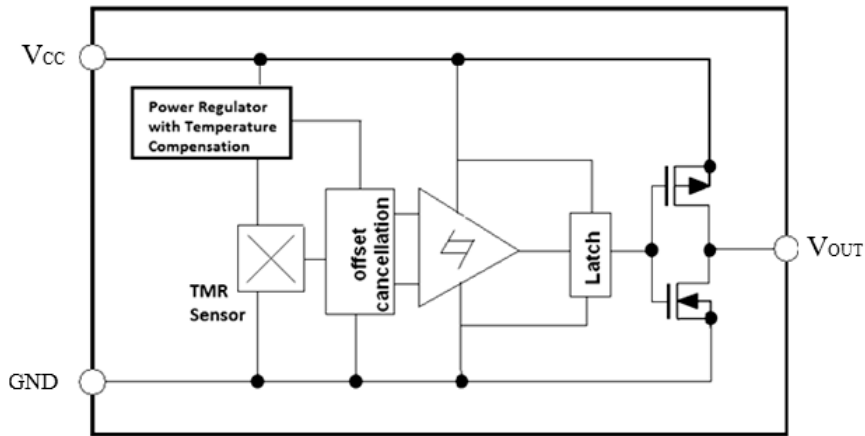 VCC
Power Regulator
with Temperature
Compensation
TMR
Sensor
offset
cancellation
Latch
VOUT
GND